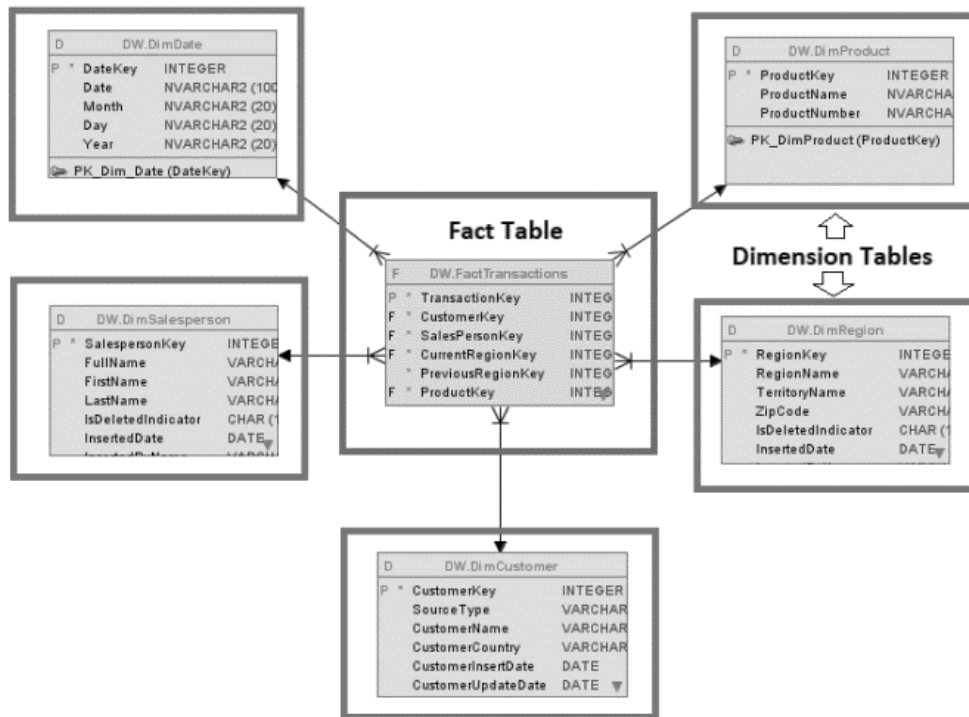 D DW.DimDate
P * DateKey INTEGER
Date NVARCHAR2 (100
Month NVARCHAR2 (20)
Day NVARCHAR2 (20)
Year NVARCHAR2 (20)
PK_Dim_Date (DateKey)
D DW.DimProduct
P * ProductKey INTEGER
ProductName NVARCHA
ProductNumber NVARCHA
PK_DimProduct (ProductKey)
Fact Table
F DW.FactTransactions
P * TransactionKey INTEG
F * CustomerKey INTEG
F * SalesPersonKey INTEG
F * CurrentRegionKey INTEG
* PreviousRegionKey INTEG
F * ProductKey INTEG
Dimension Tables
D DW.DimSalesperson
P * SalespersonKey INTEGE
FullName VARCHA
FirstName VARCHA
LastName VARCHA
IsDeletedIndicator CHAR (1
InsertedDate DATE
D DW.DimRegion
P * RegionKey INTEGE
RegionName VARCHA
TerritoryName VARCHA
ZipCode VARCHA
IsDeletedIndicator CHAR (1
InsertedDate DATE
D DW.DimCustomer
P * CustomerKey INTEGER
SourceType VARCHAR
CustomerName VARCHAR
CustomerCountry VARCHAR
CustomerInsertDate DATE
CustomerUpdateDate DATE